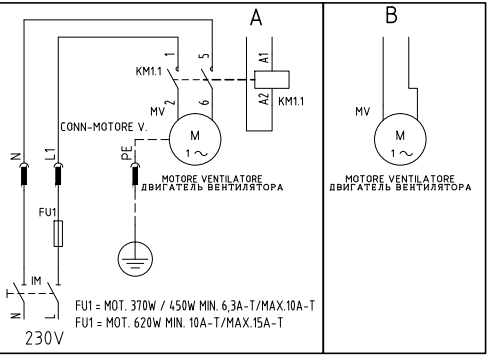 A
B
1
5
A1
KM1.1
A2
KM1.1
2
6
MV
MV
CONN-MOTORE V.
M
1~
M
1~
N
L1
PE
MOTORE VENTILATORE
ДВИГАТЕЛЬ ВЕНТИЛЯТОРА
MOTORE VENTILATORE
ДВИГАТЕЛЬ ВЕНТИЛЯТОРА
FU1
IM
N
L
FU1 = MOT. 370W / 450W MIN. 6,3A-T/MAX.10A-T
FU1 = MOT. 620W MIN. 10A-T/MAX.15A-T
230V